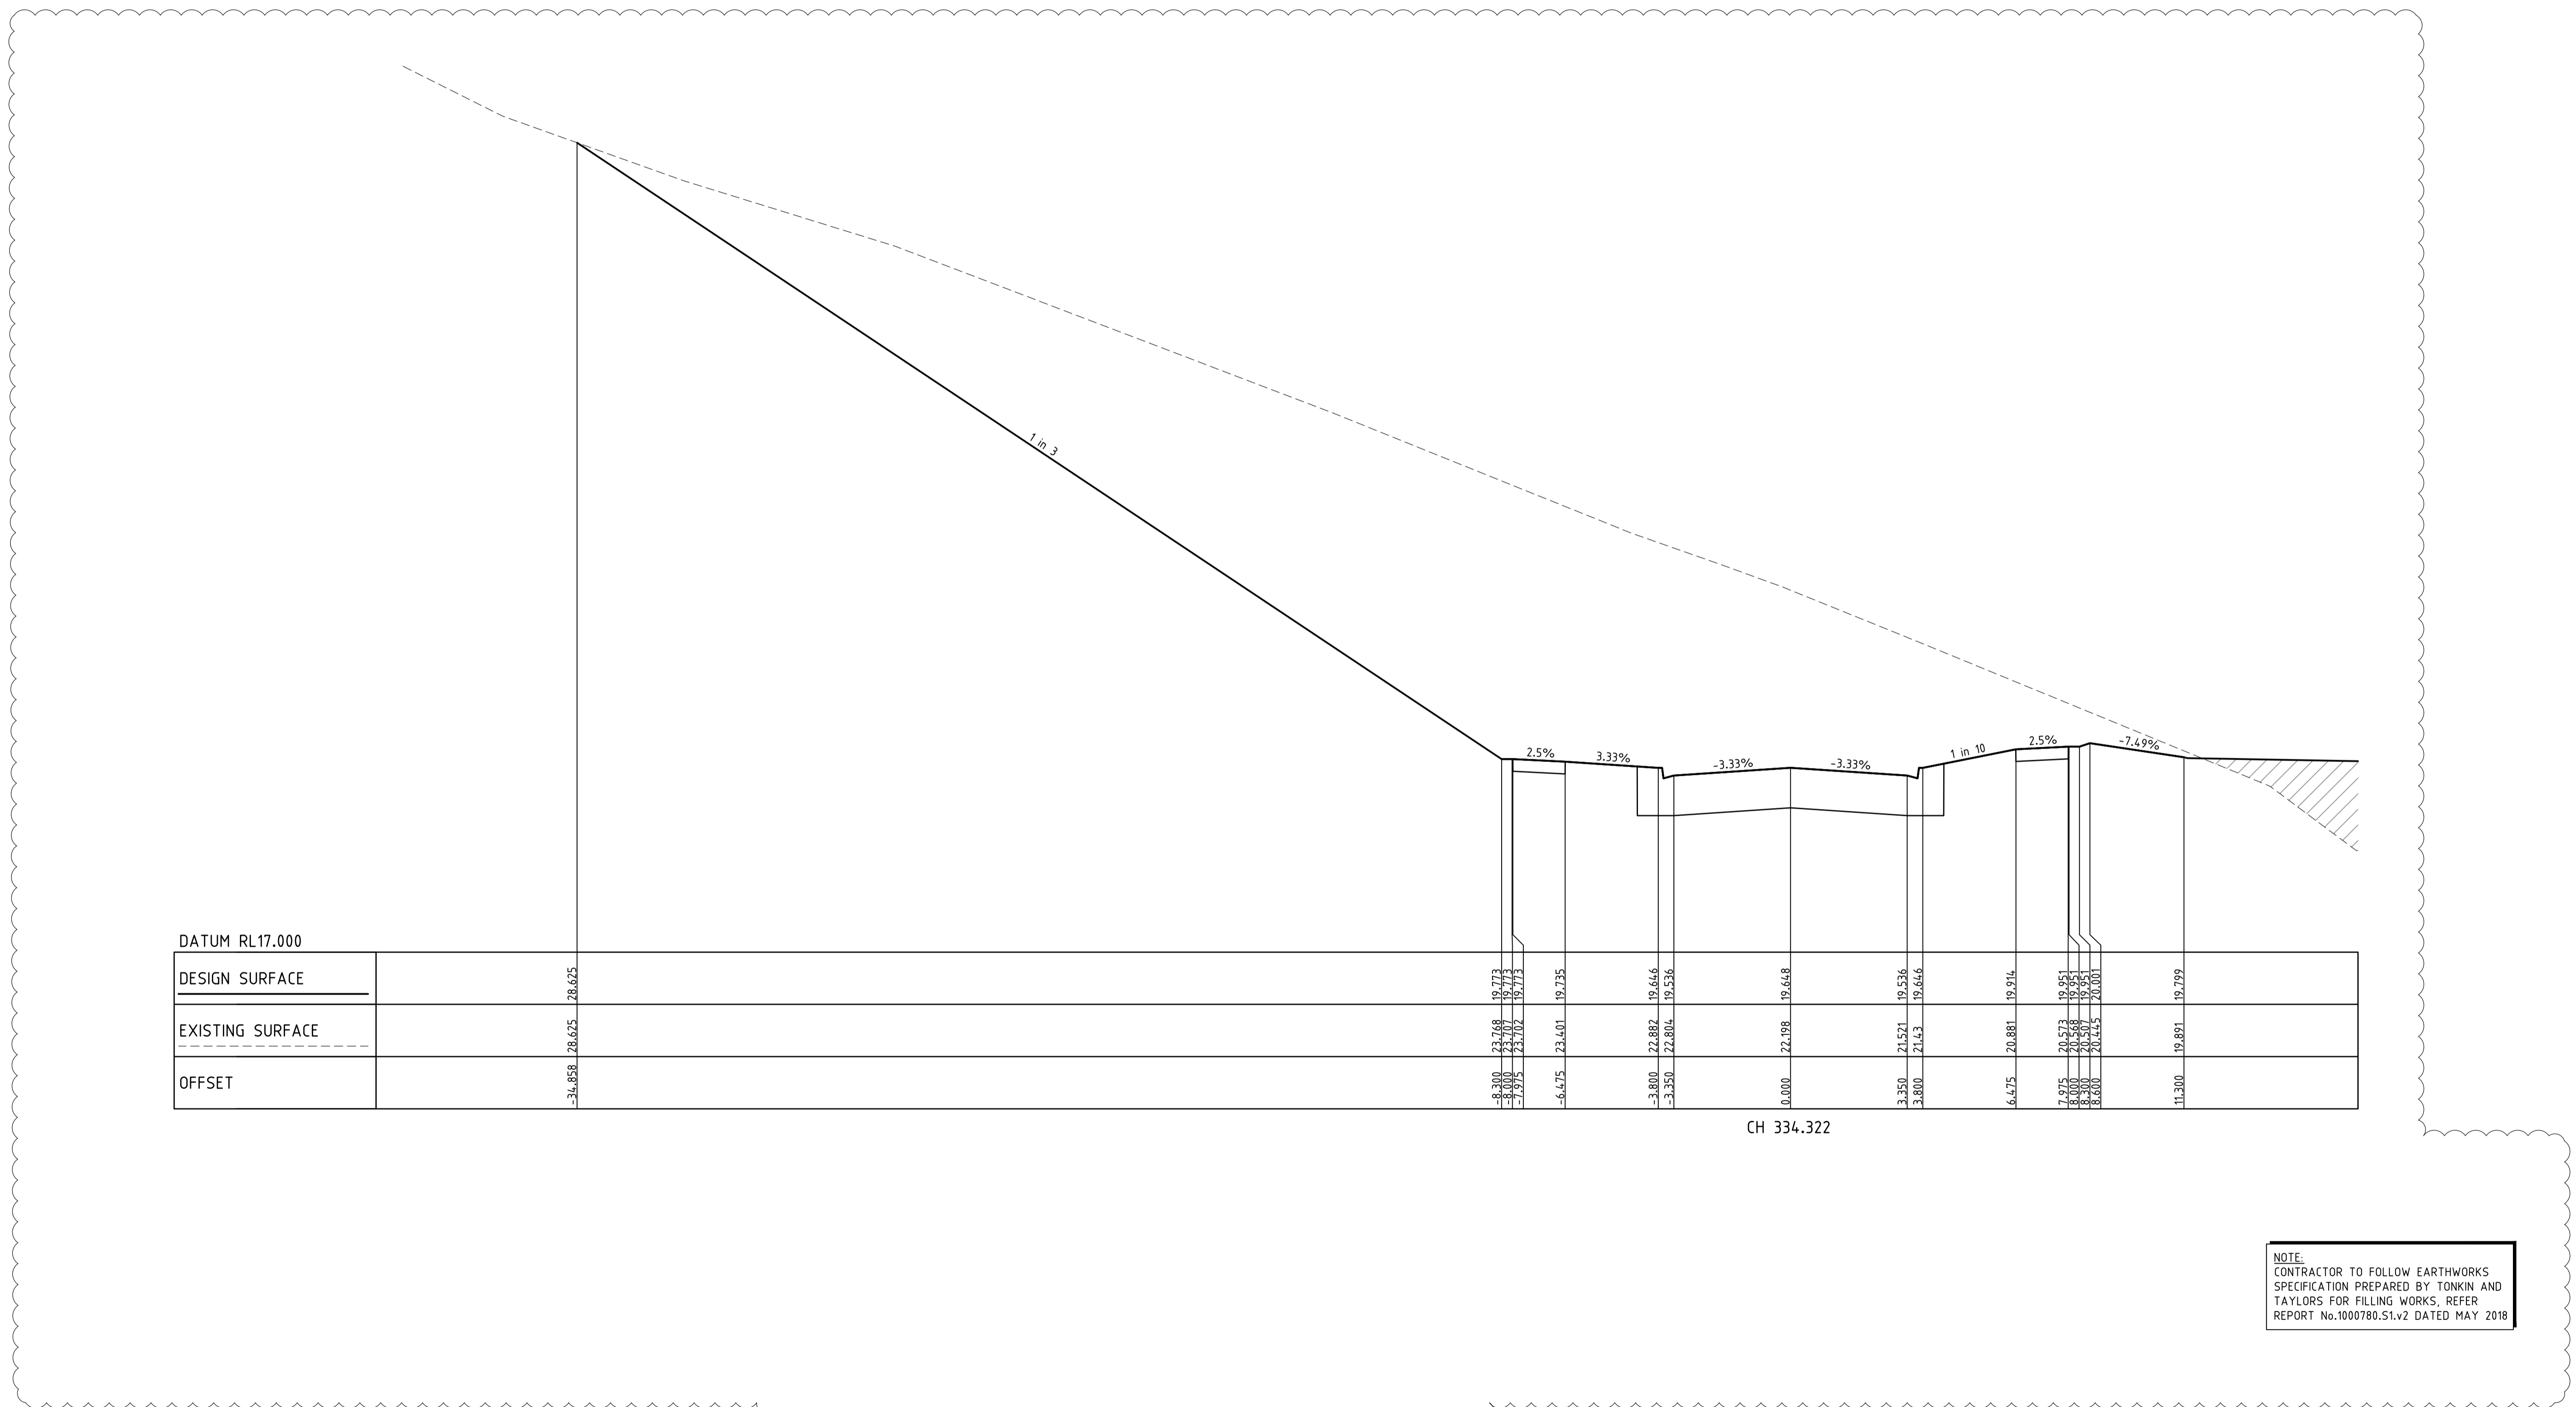 1 in 3
2.5%
3.33%
-3.33%
-3.33%
1 in 10
2.5%
-7.49%
DATUM RL17.000
DESIGN SURFACE 28.625 19.773 19.773 19.773 19.735 19.646 19.536 19.648 19.536 19.646 19.914 19.951 19.951 19.951 20.001 19.799
EXISTING SURFACE 28.625 23.768 23.707 23.702 23.401 22.882 22.804 22.198 21.521 21.43 20.881 20.573 20.568 20.507 20.445 19.891
OFFSET -34.858 -8.300 -8.000 -7.975 -6.475 -3.800 -3.350 0.000 3.350 3.800 6.475 7.975 8.000 8.300 8.600 11.300
CH 334.322
NOTE:
CONTRACTOR TO FOLLOW EARTHWORKS
SPECIFICATION PREPARED BY TONKIN AND
TAYLORS FOR FILLING WORKS, REFER
REPORT No.1000780.S1.v2 DATED MAY 2018